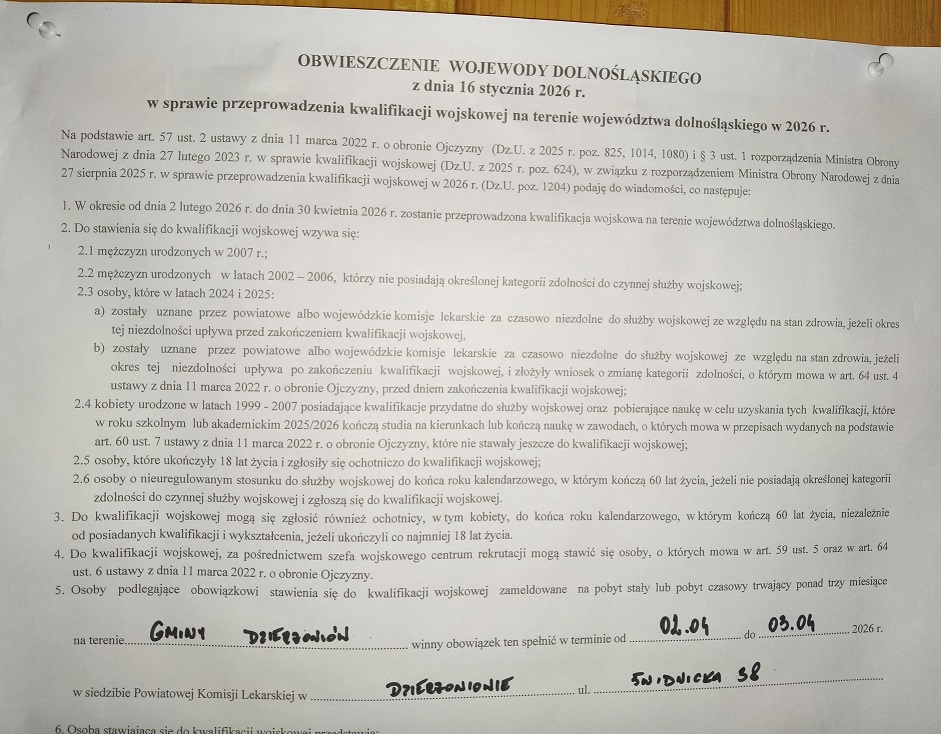 OBWIESZCZENIE WOJEWODY DOLNOŚLĄSKIEGO
z dnia 16 stycznia 2026 r.
w sprawie przeprowadzenia kwalifikacji wojskowej na terenie województwa dolnośląskiego w 2026 r.
Na podstawie art. 57 ust. 2 ustawy z dnia 11 marca 2022 r. o obronie Ojczyzny (Dz.U. z 2025 r. poz. 825, 1014, 1080) i § 3 ust. 1 rozporządzenia Ministra Obrony
Narodowej z dnia 27 lutego 2023 r. w sprawie kwalifikacji wojskowej (Dz.U. z 2025 r. poz. 624), w związku z rozporządzeniem Ministra Obrony Narodowej z dnia
27 sierpnia 2025 r. w sprawie przeprowadzenia kwalifikacji wojskowej w 2026 r. (Dz.U. poz. 1204) podaję do wiadomości, co następuje:
1. W okresie od dnia 2 lutego 2026 r. do dnia 30 kwietnia 2026 r. zostanie przeprowadzona kwalifikacja wojskowa na terenie województwa dolnośląskiego.
2. Do stawienia się do kwalifikacji wojskowej wzywa się:
2.1 mężczyzn urodzonych w 2007 r.;
2.2 mężczyzn urodzonych w latach 2002 – 2006, którzy nie posiadają określonej kategorii zdolności do czynnej służby wojskowej;
2.3 osoby, które w latach 2024 i 2025:
a) zostały uznane przez powiatowe albo wojewódzkie komisje lekarskie za czasowo niezdolne do służby wojskowej ze względu na stan zdrowia, jeżeli okres
tej niezdolności upływa przed zakończeniem kwalifikacji wojskowej,
b) zostały uznane przez powiatowe albo wojewódzkie komisje lekarskie za czasowo niezdolne do służby wojskowej ze względu na stan zdrowia, jeżeli
okres tej niezdolności upływa po zakończeniu kwalifikacji wojskowej, i złożyły wniosek o zmianę kategorii zdolności, o którym mowa w art. 64 ust. 4
ustawy z dnia 11 marca 2022 r. o obronie Ojczyzny, przed dniem zakończenia kwalifikacji wojskowej;
2.4 kobiety urodzone w latach 1999 - 2007 posiadające kwalifikacje przydatne do służby wojskowej oraz pobierające naukę w celu uzyskania tych kwalifikacji, które
w roku szkolnym lub akademickim 2025/2026 kończą studia na kierunkach lub kończą naukę w zawodach, o których mowa w przepisach wydanych na podstawie
art. 60 ust. 7 ustawy z dnia 11 marca 2022 r. o obronie Ojczyzny, które nie stawały jeszcze do kwalifikacji wojskowej;
2.5 osoby, które ukończyły 18 lat życia i zgłosiły się ochotniczo do kwalifikacji wojskowej;
2.6 osoby o nieuregulowanym stosunku do służby wojskowej do końca roku kalendarzowego, w którym kończą 60 lat życia, jeżeli nie posiadają określonej kategorii
zdolności do czynnej służby wojskowej i zgłoszą się do kwalifikacji wojskowej.
3. Do kwalifikacji wojskowej mogą się zgłosić również ochotnicy, w tym kobiety, do końca roku kalendarzowego, w którym kończą 60 lat życia, niezależnie
od posiadanych kwalifikacji i wykształcenia, jeżeli ukończyli co najmniej 18 lat życia.
4. Do kwalifikacji wojskowej, za pośrednictwem szefa wojskowego centrum rekrutacji mogą stawić się osoby, o których mowa w art. 59 ust. 5 oraz w art. 64
ust. 6 ustawy z dnia 11 marca 2022 r. o obronie Ojczyzny.
5. Osoby podlegające obowiązkowi stawienia się do kwalifikacji wojskowej zameldowane na pobyt stały lub pobyt czasowy trwający ponad trzy miesiące
na terenie GMINY DZIERŻONIÓW winny obowiązek ten spełnić w terminie od 02.04 do 03.04 2026 r.
w siedzibie Powiatowej Komisji Lekarskiej w DZIERŻONIONIE ul. ŚWIDNICKA 38
6. Osoba stawiająca się do kwalifikacji wojskowej przedstawia: